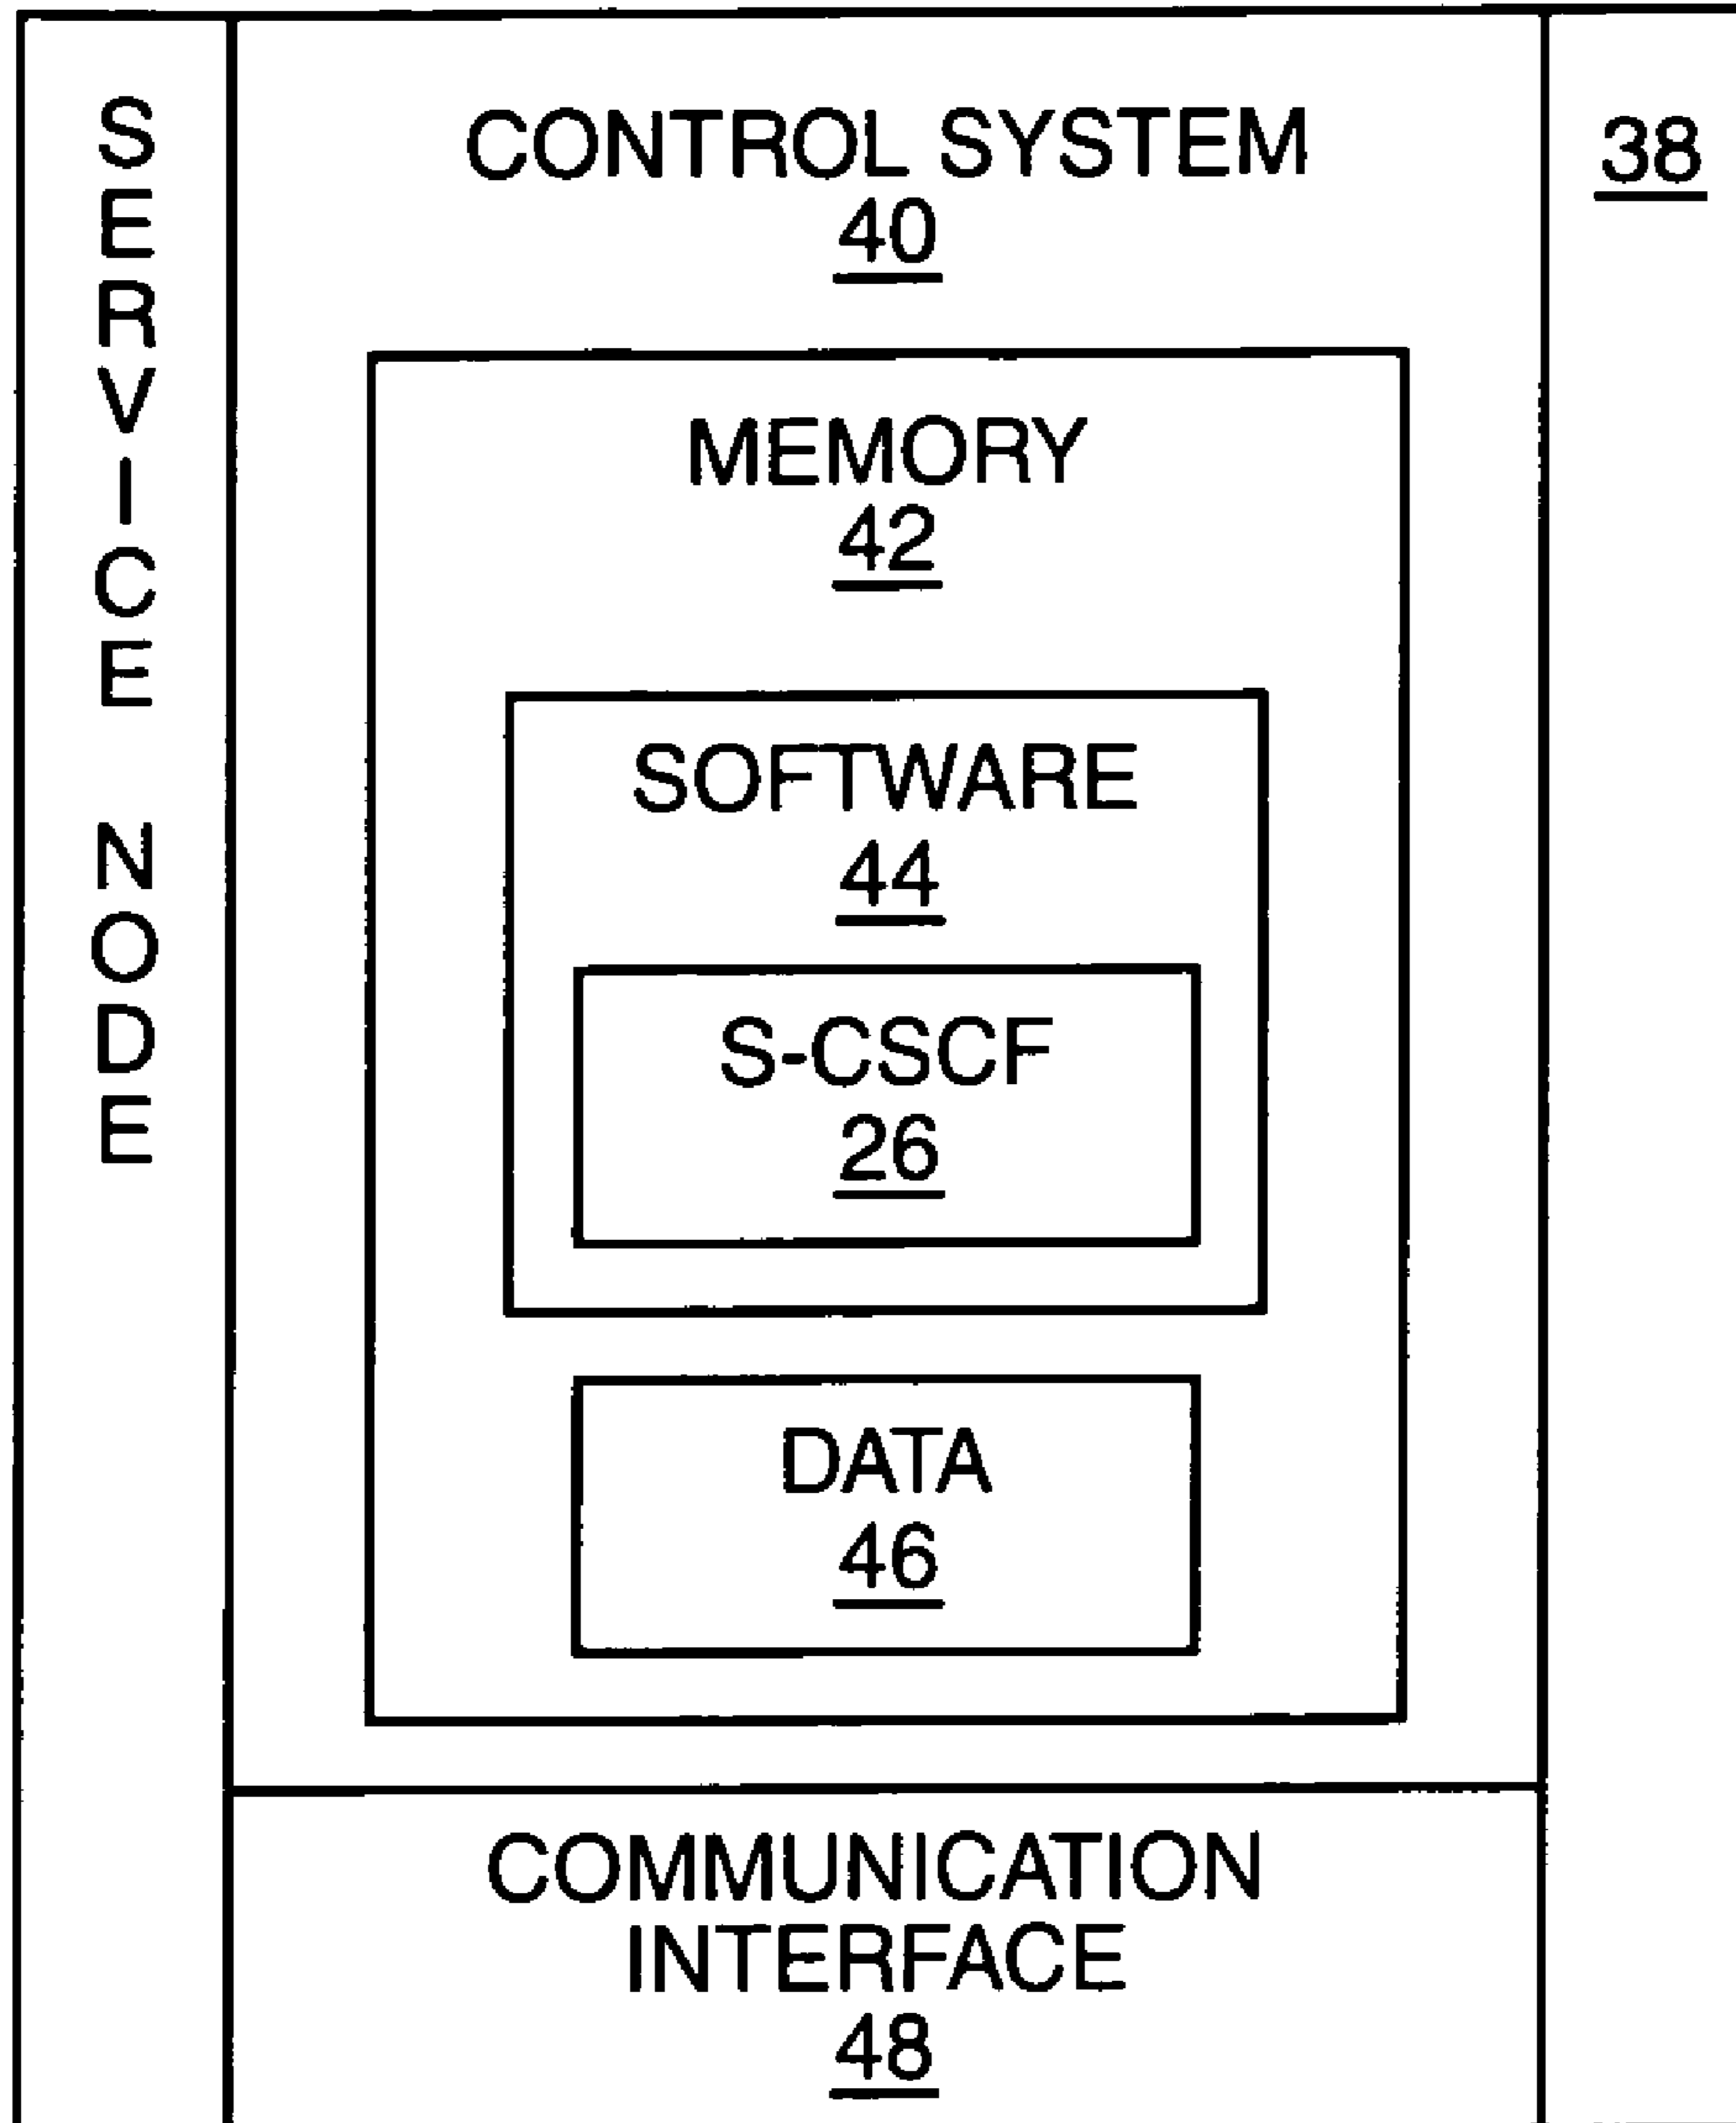 SERVICE NODE
CONTROL SYSTEM
40
38
MEMORY
42
SOFTWARE
44
S-CSCF
26
DATA
46
COMMUNICATION
INTERFACE
48